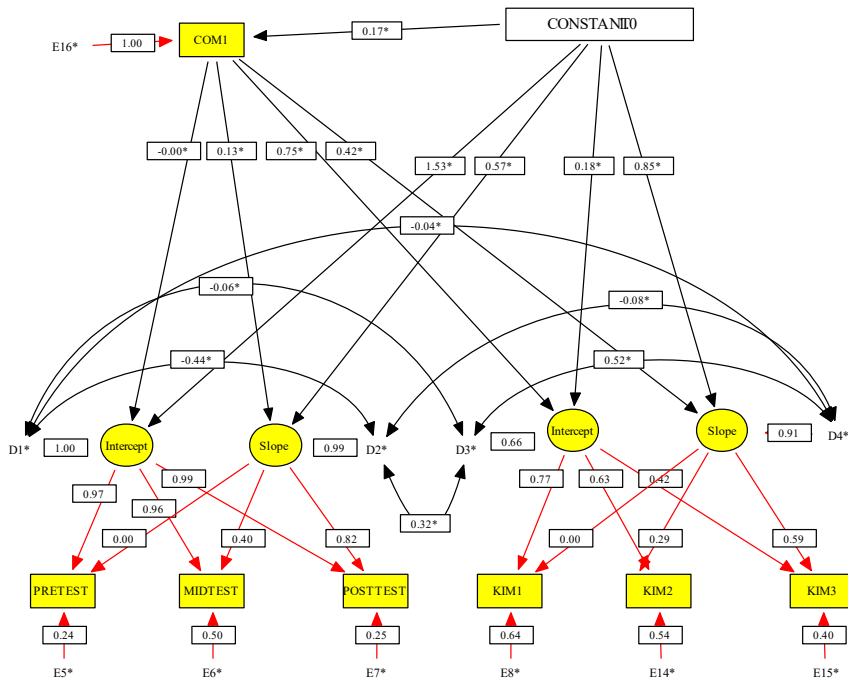 CONSTANT
COM1
0.17*
E16*
1.00
-0.00*
0.13*
0.75*
0.42*
1.53*
0.57*
0.18*
0.85*
-0.04*
-0.06*
-0.08*
-0.44*
0.52*
D1*
1.00
Intercept
Slope
0.99
D2*
D3*
0.66
Intercept
Slope
0.91
D4*
0.97
0.96
0.99
0.77
0.63
0.42
0.32*
0.00
0.40
0.82
0.00
0.29
0.59
PRETEST
MIDTEST
POSTTEST
KIM1
KIM2
KIM3
0.24
0.50
0.25
0.64
0.54
0.40
E5*
E6*
E7*
E8*
E14*
E15*